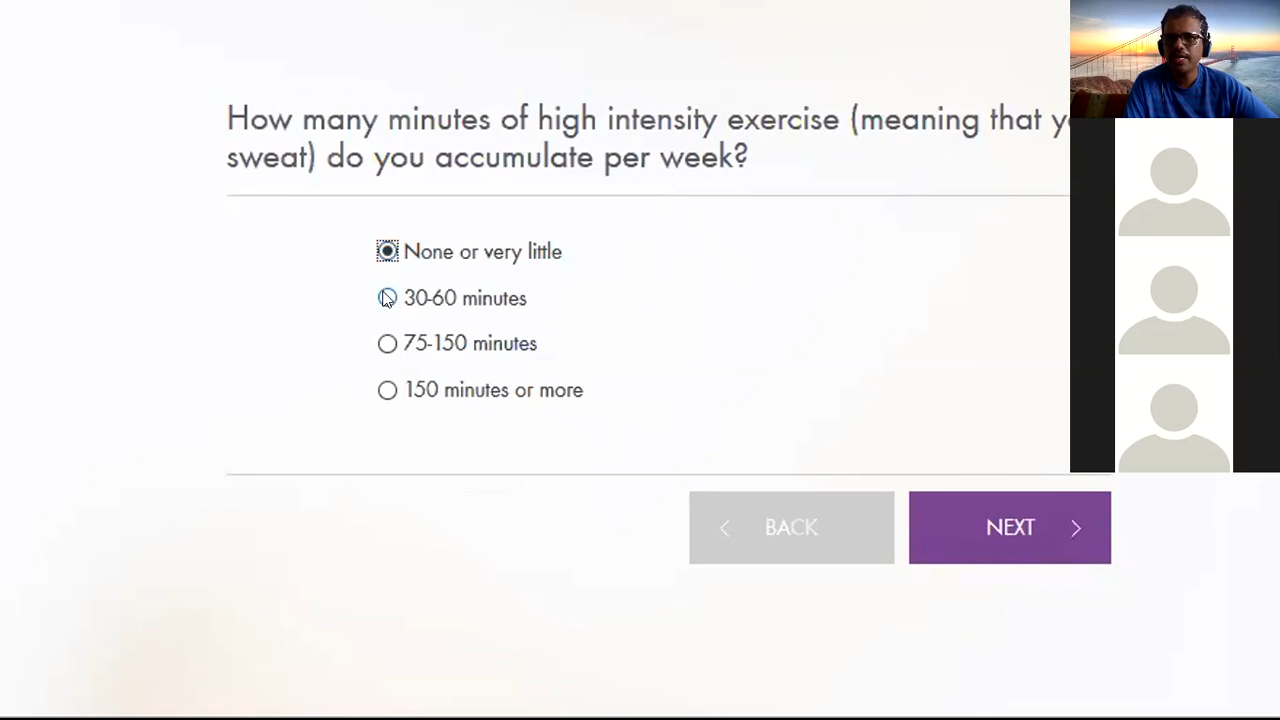 How many minutes of high intensity exercise (meaning that
sweat) do you accumulate per week?
None or very little
30-60 minutes
75-150 minutes
150 minutes or more
BACK
NEXT